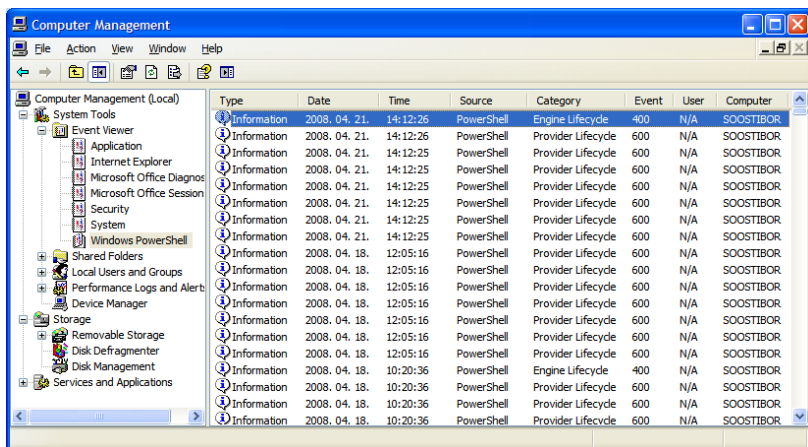 Computer Management
File Action View Window Help
Computer Management (Local)
System Tools
Event Viewer
Application
Internet Explorer
Microsoft Office Diagnos
Microsoft Office Session
Security
System
Windows PowerShell
Shared Folders
Local Users and Groups
Performance Logs and Alerts
Device Manager
Storage
Removable Storage
Disk Defragmenter
Disk Management
Services and Applications
Type Date Time Source Category Event User Computer
Information 2008. 04. 21. 14:12:26 PowerShell Engine Lifecycle 400 N/A SOOSTIBOR
Information 2008. 04. 21. 14:12:26 PowerShell Provider Lifecycle 600 N/A SOOSTIBOR
Information 2008. 04. 21. 14:12:25 PowerShell Provider Lifecycle 600 N/A SOOSTIBOR
Information 2008. 04. 21. 14:12:25 PowerShell Provider Lifecycle 600 N/A SOOSTIBOR
Information 2008. 04. 21. 14:12:25 PowerShell Provider Lifecycle 600 N/A SOOSTIBOR
Information 2008. 04. 21. 14:12:25 PowerShell Provider Lifecycle 600 N/A SOOSTIBOR
Information 2008. 04. 21. 14:12:25 PowerShell Provider Lifecycle 600 N/A SOOSTIBOR
Information 2008. 04. 21. 14:12:25 PowerShell Provider Lifecycle 600 N/A SOOSTIBOR
Information 2008. 04. 18. 12:05:16 PowerShell Provider Lifecycle 600 N/A SOOSTIBOR
Information 2008. 04. 18. 12:05:16 PowerShell Provider Lifecycle 600 N/A SOOSTIBOR
Information 2008. 04. 18. 12:05:16 PowerShell Provider Lifecycle 600 N/A SOOSTIBOR
Information 2008. 04. 18. 12:05:16 PowerShell Provider Lifecycle 600 N/A SOOSTIBOR
Information 2008. 04. 18. 12:05:16 PowerShell Provider Lifecycle 600 N/A SOOSTIBOR
Information 2008. 04. 18. 12:05:16 PowerShell Provider Lifecycle 600 N/A SOOSTIBOR
Information 2008. 04. 18. 12:05:16 PowerShell Provider Lifecycle 600 N/A SOOSTIBOR
Information 2008. 04. 18. 10:20:36 PowerShell Engine Lifecycle 400 N/A SOOSTIBOR
Information 2008. 04. 18. 10:20:36 PowerShell Provider Lifecycle 600 N/A SOOSTIBOR
Information 2008. 04. 18. 10:20:36 PowerShell Provider Lifecycle 600 N/A SOOSTIBOR
Information 2008. 04. 18. 10:20:36 PowerShell Provider Lifecycle 600 N/A SOOSTIBOR